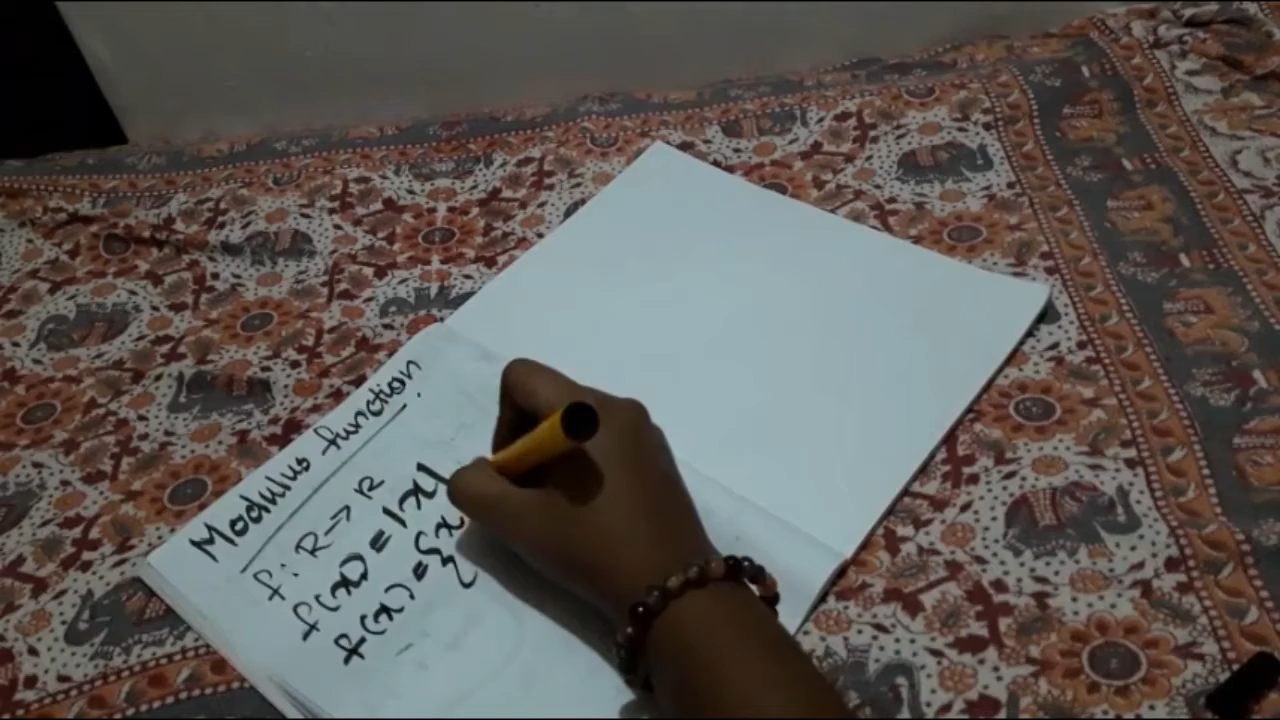 Modulus function.
f: R → R
f(x) = |x|
f(x) = {x